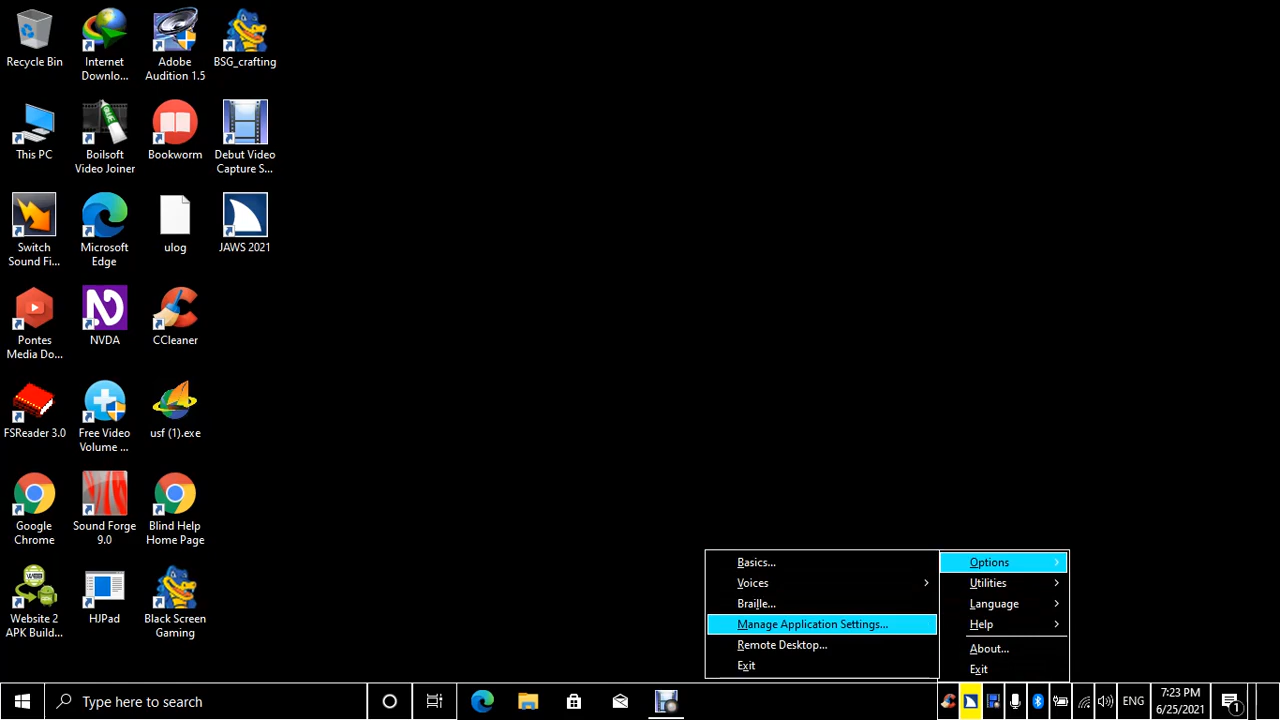 Recycle Bin
Internet
Downlo...
Adobe
Audition 1.5
BSG_crafting
This PC
Boilsoft
Video Joiner
Bookworm
Debut Video
Capture S...
Switch
Sound Fi...
Microsoft
Edge
ulog
JAWS 2021
Pontes
Media Do...
NVDA
CCleaner
FSReader 3.0
Free Video
Volume ...
usf (1).exe
Google
Chrome
Sound Forge
9.0
Blind Help
Home Page
Website 2
APK Build...
HJPad
Black Screen
Gaming
Basics...
Voices
Braille...
Manage Application Settings...
Remote Desktop...
Exit
Options
Utilities
Language
Help
About...
Exit
Type here to search
ENG
7:23 PM
6/25/2021
1